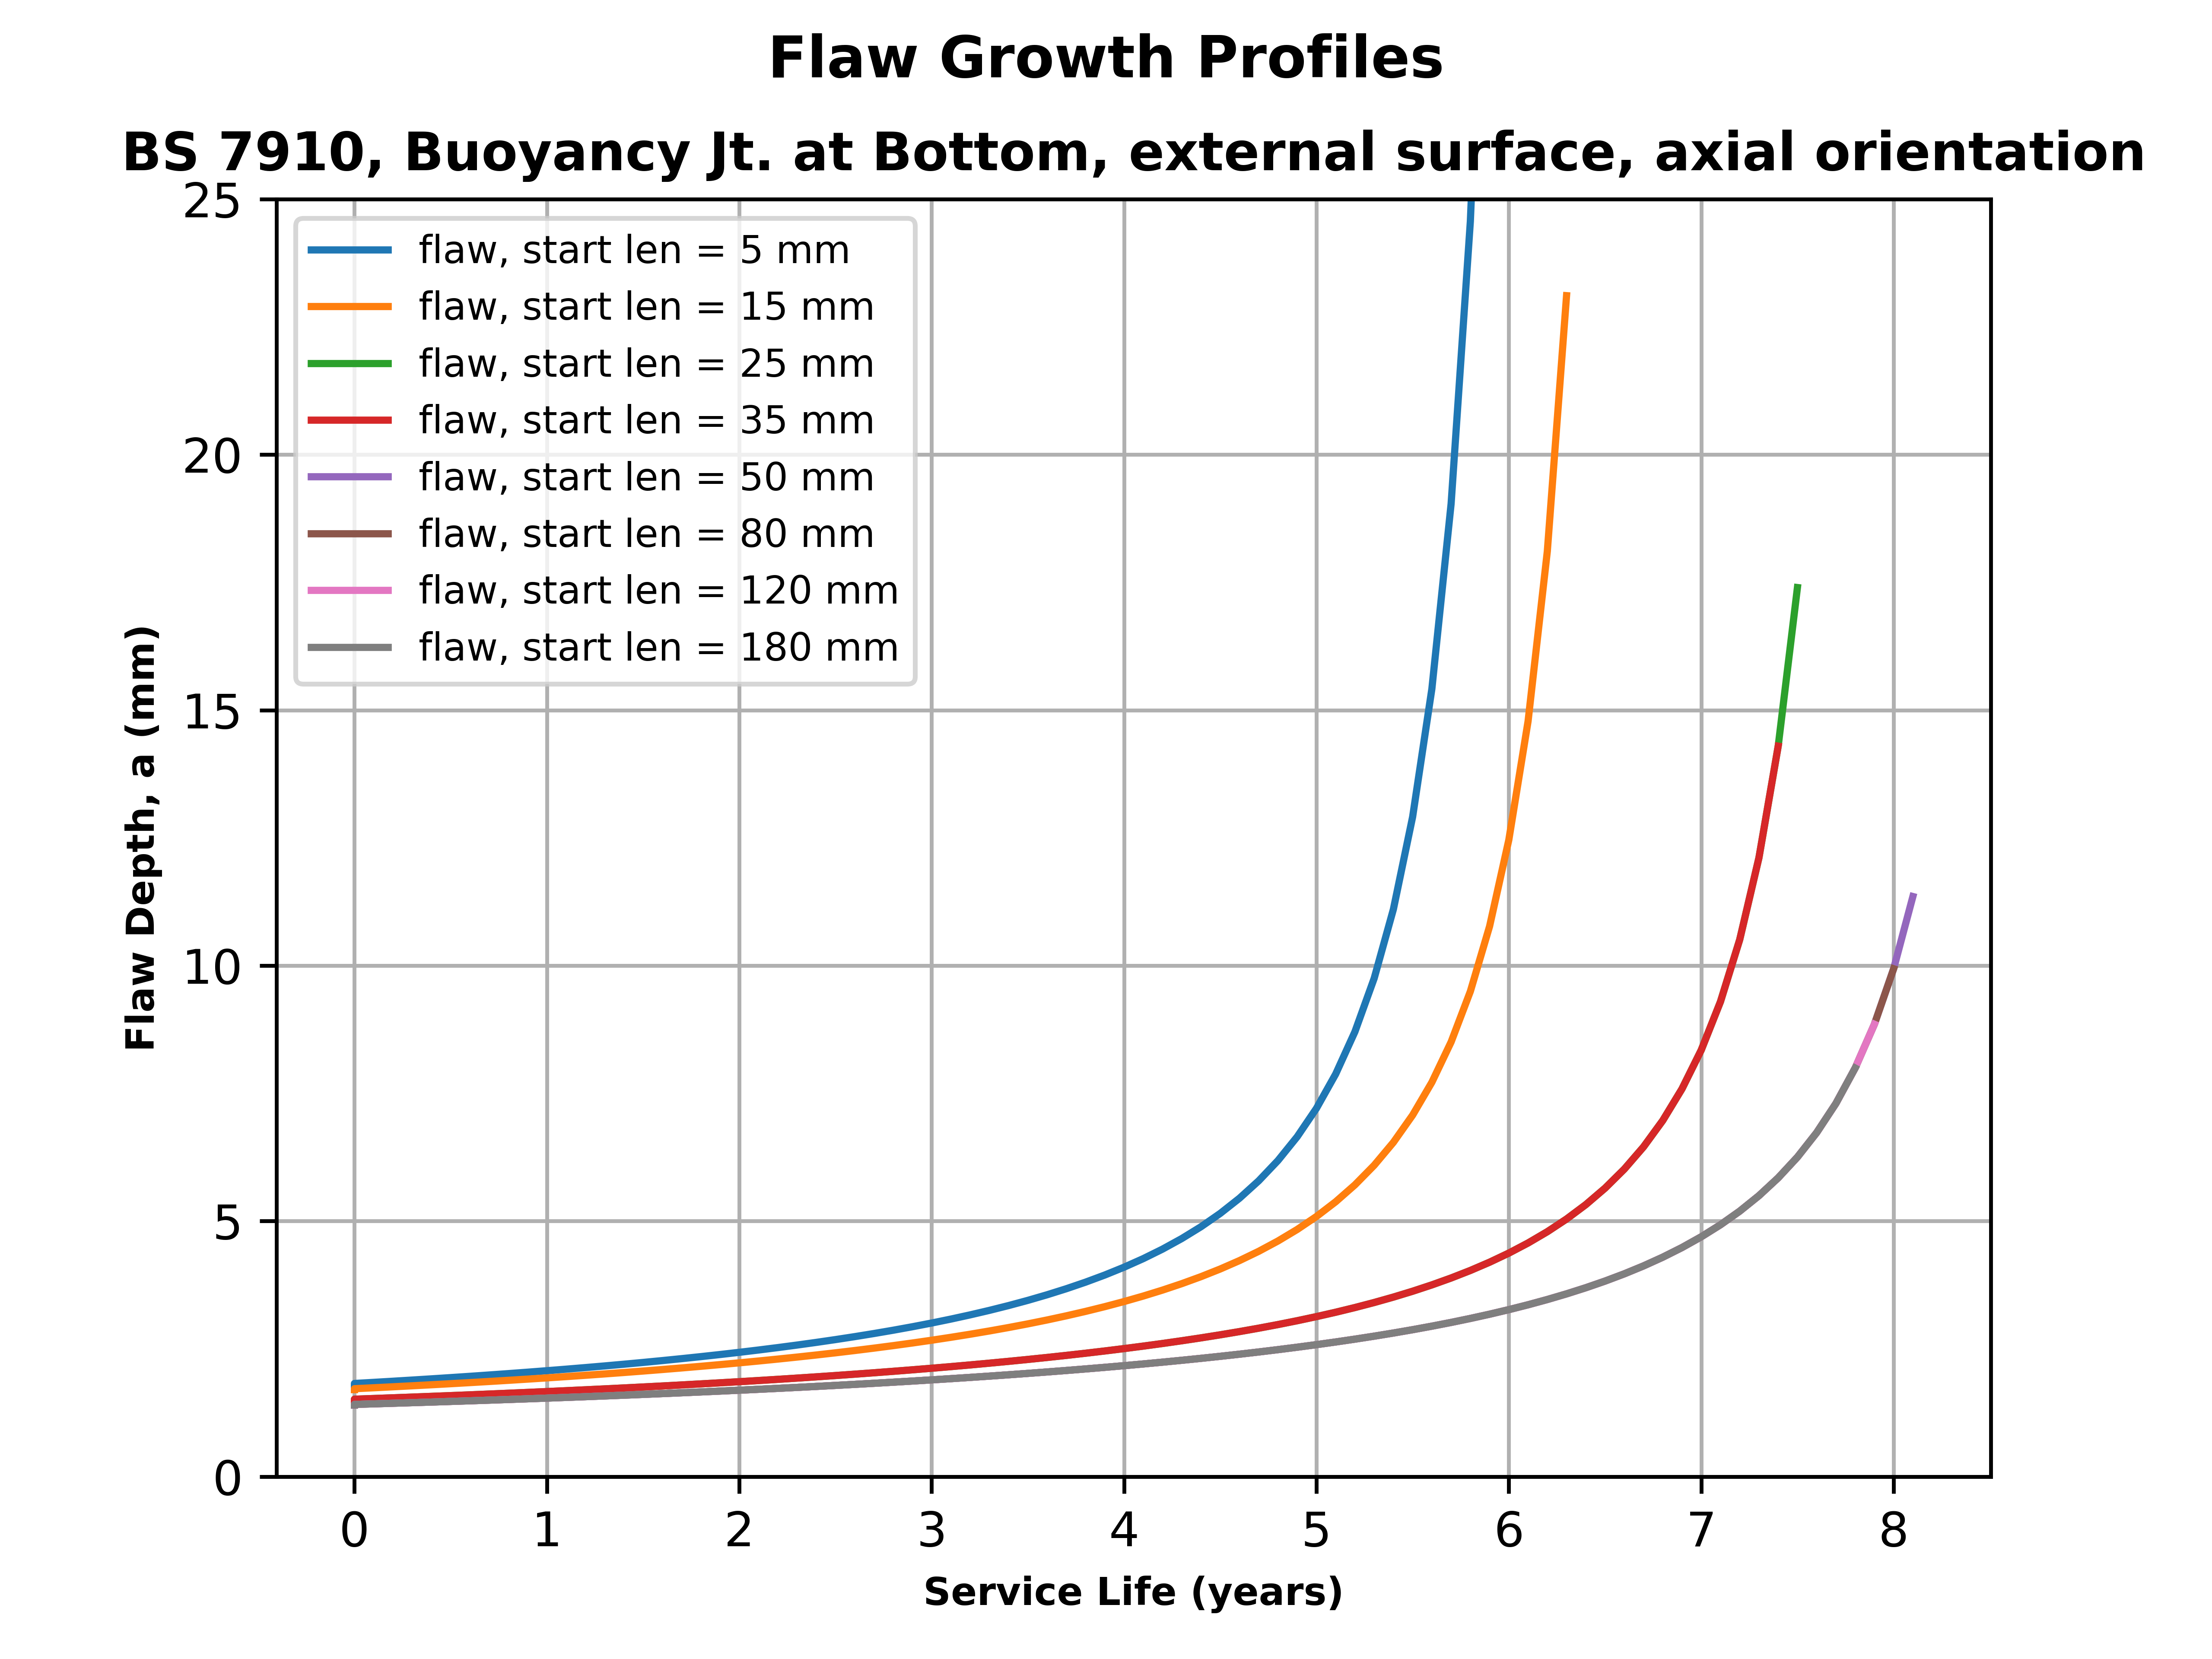 Flaw Growth Profiles
BS 7910, Buoyancy Jt. at Bottom, external surface, axial orientation
25
20
15
10
5
0
Flaw Depth, a (mm)
flaw, start len = 5 mm
flaw, start len = 15 mm
flaw, start len = 25 mm
flaw, start len = 35 mm
flaw, start len = 50 mm
flaw, start len = 80 mm
flaw, start len = 120 mm
flaw, start len = 180 mm
0 1 2 3 4 5 6 7 8
Service Life (years)